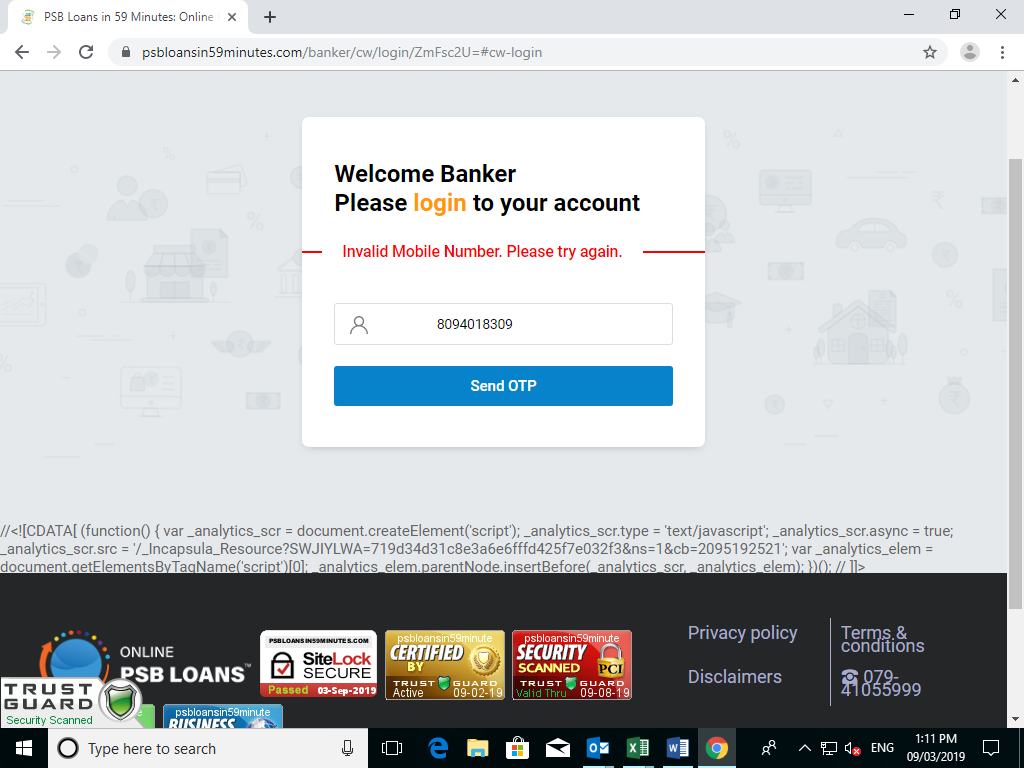 PSB Loans in 59 Minutes: Online
psbloansin59minutes.com/banker/cw/login/ZmFsc2U=#cw-login
Welcome Banker
Please login to your account
Invalid Mobile Number. Please try again.
8094018309
Send OTP
//<![CDATA[ (function() { var _analytics_scr = document.createElement('script'); _analytics_scr.type = 'text/javascript'; _analytics_scr.async = true;
_analytics_scr.src = '/_Incapsula_Resource?SWJIYLWA=719d34d31c8e3a6e6fffd425f7e032f3&ns=1&cb=2095192521'; var _analytics_elem =
document.getElementsByTagName('script')[0]; _analytics_elem.parentNode.insertBefore(_analytics_scr, _analytics_elem); })(); // ]]>
ONLINE
PSB LOANS™
PSBLOANSIN59MINUTES.COM
SiteLock
SECURE
Passed 03-Sep-2019
psbloansin59minute
CERTIFIED
BY
TRUST GUARD
Active 09-02-19
psbloansin59minute
SECURITY
SCANNED
PCI
TRUST GUARD
Valid Thru 09-08-19
Privacy policy
Disclaimers
Terms &
conditions
☎ 079-
41055999
TRUST
GUARD
Security Scanned
psbloansin59minute
BUSINESS
Type here to search
ENG
1:11 PM
09/03/2019